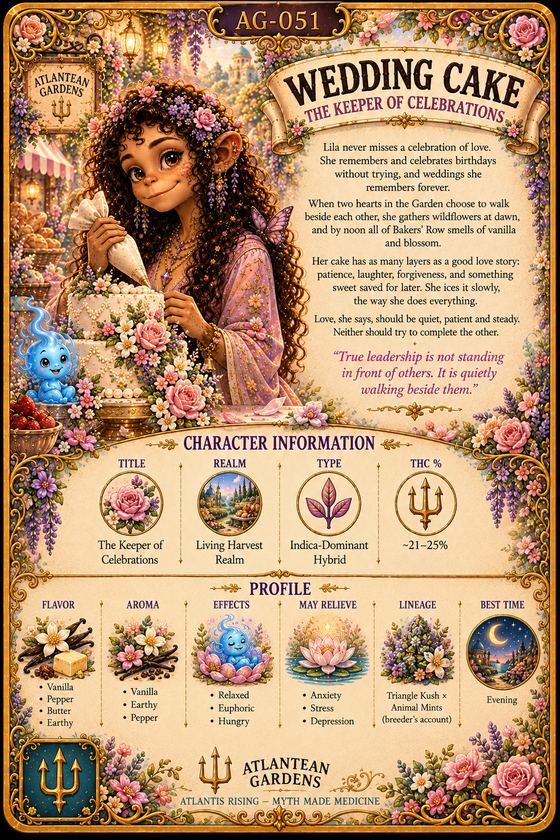 AG-051
ATLANTEAN
GARDENS
WEDDING CAKE
THE KEEPER OF CELEBRATIONS
Lila never misses a celebration of love.
She remembers and celebrates birthdays
without trying, and weddings she
remembers forever.
When two hearts in the Garden choose to walk
beside each other, she gathers wildflowers at dawn,
and by noon all of Bakers' Row smells of vanilla
and blossom.
Her cake has as many layers as a good love story:
patience, laughter, forgiveness, and something
sweet saved for later. She ices it slowly,
the way she does everything.
Love, she says, should be quiet, patient and steady.
Neither should try to complete the other.
“True leadership is not standing
in front of others. It is quietly
walking beside them.”
CHARACTER INFORMATION
TITLE
The Keeper of
Celebrations
REALM
Living Harvest
Realm
TYPE
Indica-Dominant
Hybrid
THC %
~21–25%
PROFILE
FLAVOR
• Vanilla
• Pepper
• Butter
• Earthy
AROMA
• Vanilla
• Earthy
• Pepper
EFFECTS
• Relaxed
• Euphoric
• Hungry
MAY RELIEVE
• Anxiety
• Stress
• Depression
LINEAGE
Triangle Kush ×
Animal Mints
(breeder's account)
BEST TIME
Evening
ATLANTEAN
GARDENS
ATLANTIS RISING – MYTH MADE MEDICINE